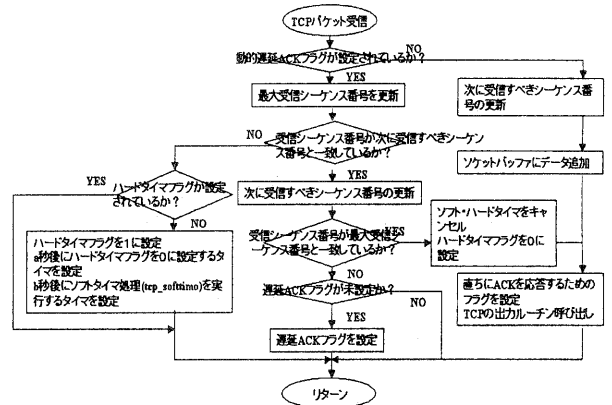 TCPパケット受信
動的遅延ACKフラグが設定されているか?
NO
YES
最大受信シーケンス番号を更新
次に受信すべきシーケンス番
号の更新
NO
受信シーケンス番号が次に受信すべきシーケン
ス番号と一致しているか?
ソケットバッファにデータ追加
YES
YES
ハードタイマフラグが設定
されているか?
次に受信すべきシーケンス番号の更新
NO
受信シーケンス番号が最大受信シ
ーケンス番号と一致しているか?
YES
ソフト・ハードタイマをキャ
ンセル
ハードタイマフラグを0に
設定
ハードタイマフラグを1に設定
a秒後にハードタイマフラグを0に設定するタ
イマを設定
b秒後にソフトタイマ処理(tcp_softtimo)を実
行するタイマを設定
NO
遅延ACKフラグが未設定か?
NO
直ちにACKを応答するための
フラグを設定
TCPの出力ルーチン呼び出し
YES
遅延ACKフラグを設定
リターン